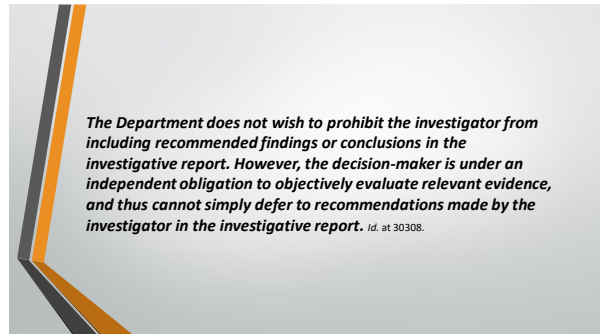 The Department does not wish to prohibit the investigator from
including recommended findings or conclusions in the
investigative report. However, the decision-maker is under an
independent obligation to objectively evaluate relevant evidence,
and thus cannot simply defer to recommendations made by the
investigator in the investigative report. Id. at 30308.